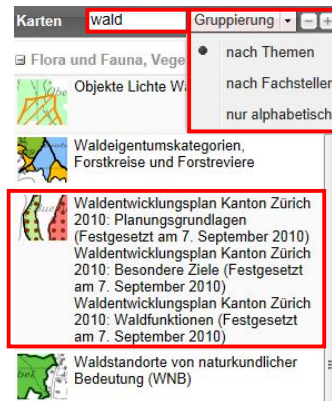 Karten wald Gruppierung
Flora und Fauna, Vege
nach Themen
Objekte Lichte W
nach Fachstellen
nur alphabetisch
Waldeigentumskategorien,
Forstkreise und Forstreviere
Waldentwicklungsplan Kanton Zürich
2010: Planungsgrundlagen
(Festgesetzt am 7. September 2010)
Waldentwicklungsplan Kanton Zürich
2010: Besondere Ziele (Festgesetzt
am 7. September 2010)
Waldentwicklungsplan Kanton Zürich
2010: Waldfunktionen (Festgesetzt
am 7. September 2010)
Waldstandorte von naturkundlicher
Bedeutung (WNB)